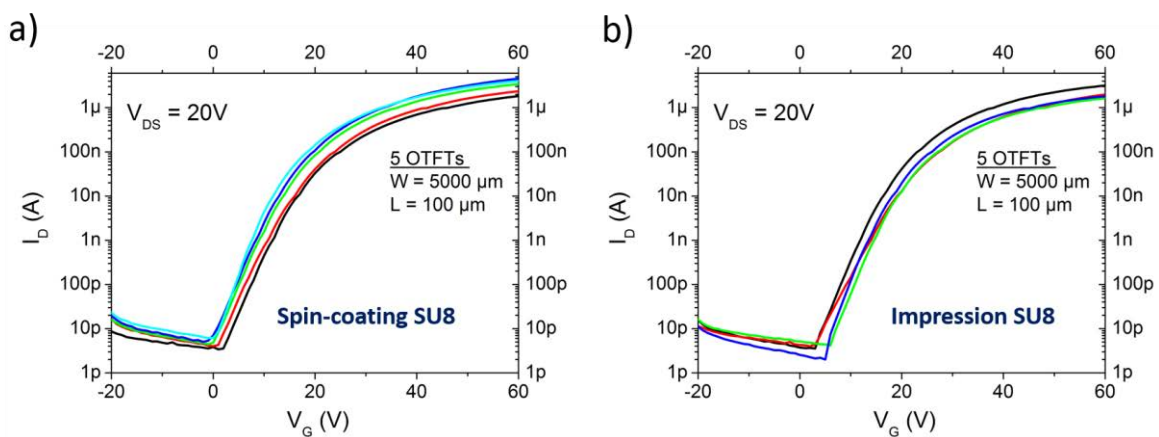 a)
-20 0 20 40 60
V_DS = 20V
1µ
100n
10n
1n
100p
10p
1p
I_D (A)
5 OTFTs
W = 5000 µm
L = 100 µm
1µ
100n
10n
1n
100p
10p
1p
Spin-coating SU8
-20 0 20 40 60
V_G (V)
b)
-20 0 20 40 60
V_DS = 20V
1µ
100n
10n
1n
100p
10p
1p
I_D (A)
5 OTFTs
W = 5000 µm
L = 100 µm
1µ
100n
10n
1n
100p
10p
1p
Impression SU8
-20 0 20 40 60
V_G (V)